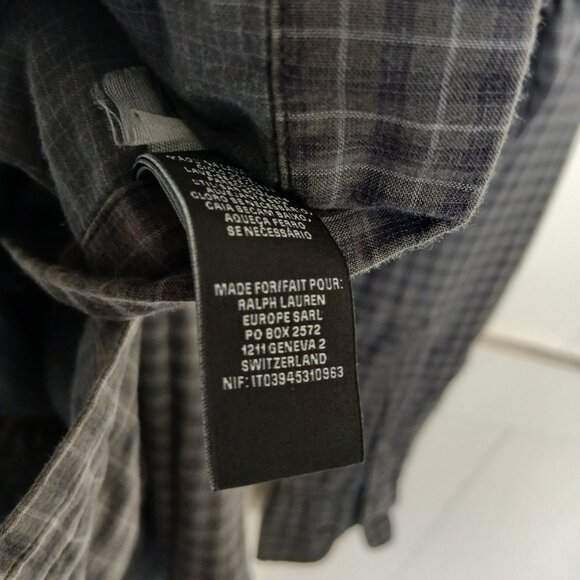 CAIA SECAR BAIXO,
AQUECA FERRO
SE NECESSÁRIO
MADE FOR/FAIT POUR:
RALPH LAUREN
EUROPE SARL
PO BOX 2572
1211 GENEVA 2
SWITZERLAND
NIF: IT03945310963